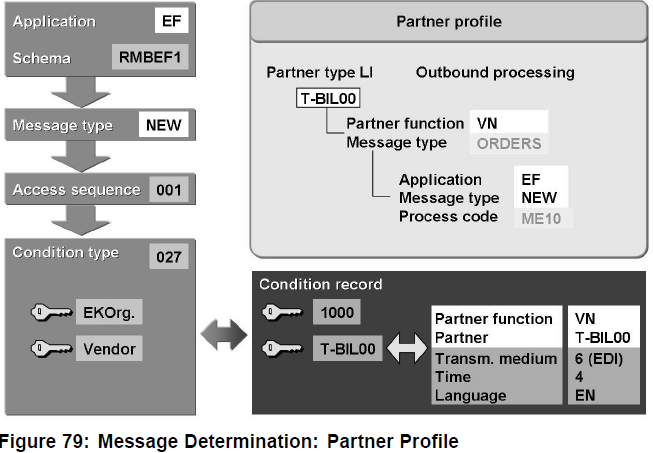 Application EF
Schema RMBEF1
Message type NEW
Access sequence 001
Condition type 027
EKOrg.
Vendor
Partner profile
Partner type LI Outbound processing
T-BIL00
Partner function VN
Message type ORDERS
Application EF
Message type NEW
Process code ME10
Condition record
1000
T-BIL00
Partner function VN
Partner T-BIL00
Transm. medium 6 (EDI)
Time 4
Language EN
Figure 79: Message Determination: Partner Profile